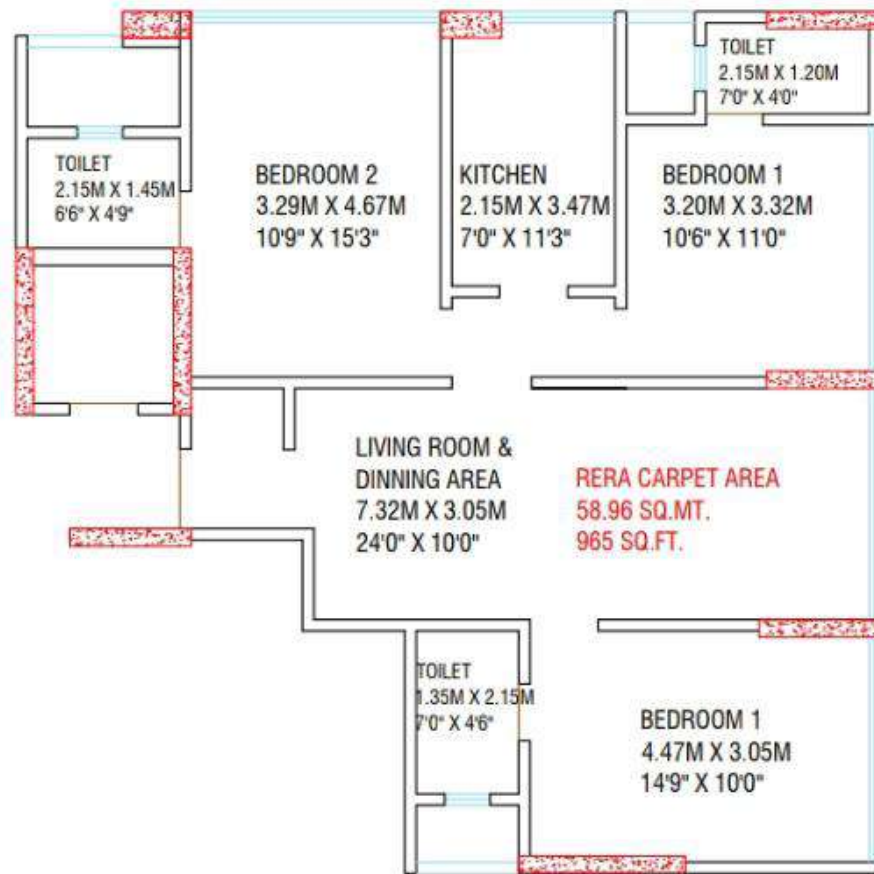 TOILET
2.15M X 1.20M
7'0" X 4'0"
TOILET
2.15M X 1.45M
6'6" X 4'9"
BEDROOM 2
3.29M X 4.67M
10'9" X 15'3"
KITCHEN
2.15M X 3.47M
7'0" X 11'3"
BEDROOM 1
3.20M X 3.32M
10'6" X 11'0"
LIVING ROOM &
DINNING AREA
7.32M X 3.05M
24'0" X 10'0"
RERA CARPET AREA
58.96 SQ.MT.
965 SQ.FT.
TOILET
1.35M X 2.15M
7'0" X 4'6"
BEDROOM 1
4.47M X 3.05M
14'9" X 10'0"